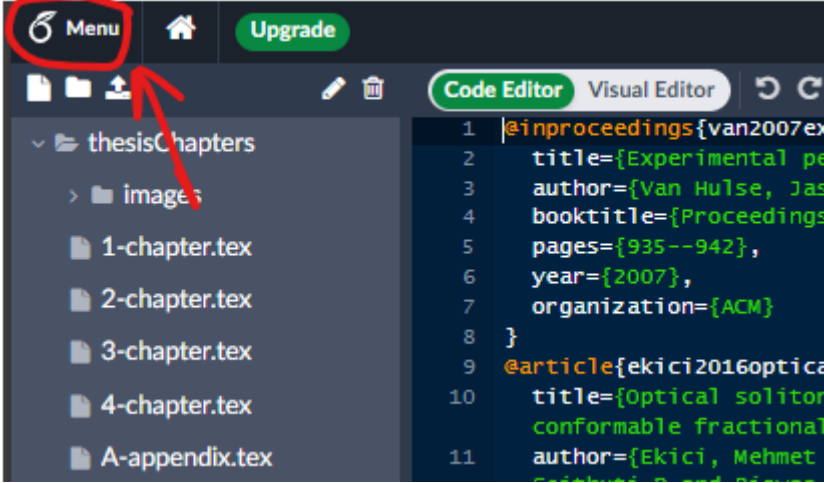 Menu Upgrade
Code Editor Visual Editor
thesisChapters
images
1-chapter.tex
2-chapter.tex
3-chapter.tex
4-chapter.tex
A-appendix.tex
1 @inproceedings{van2007ex
2 title={Experimental pe
3 author={Van Hulse, Jas
4 booktitle={Proceedings
5 pages={935--942},
6 year={2007},
7 organization={ACM}
8 }
9 @article{ekici2016optica
10 title={Optical soliton
conformable fractional
11 author={Ekici, Mehmet